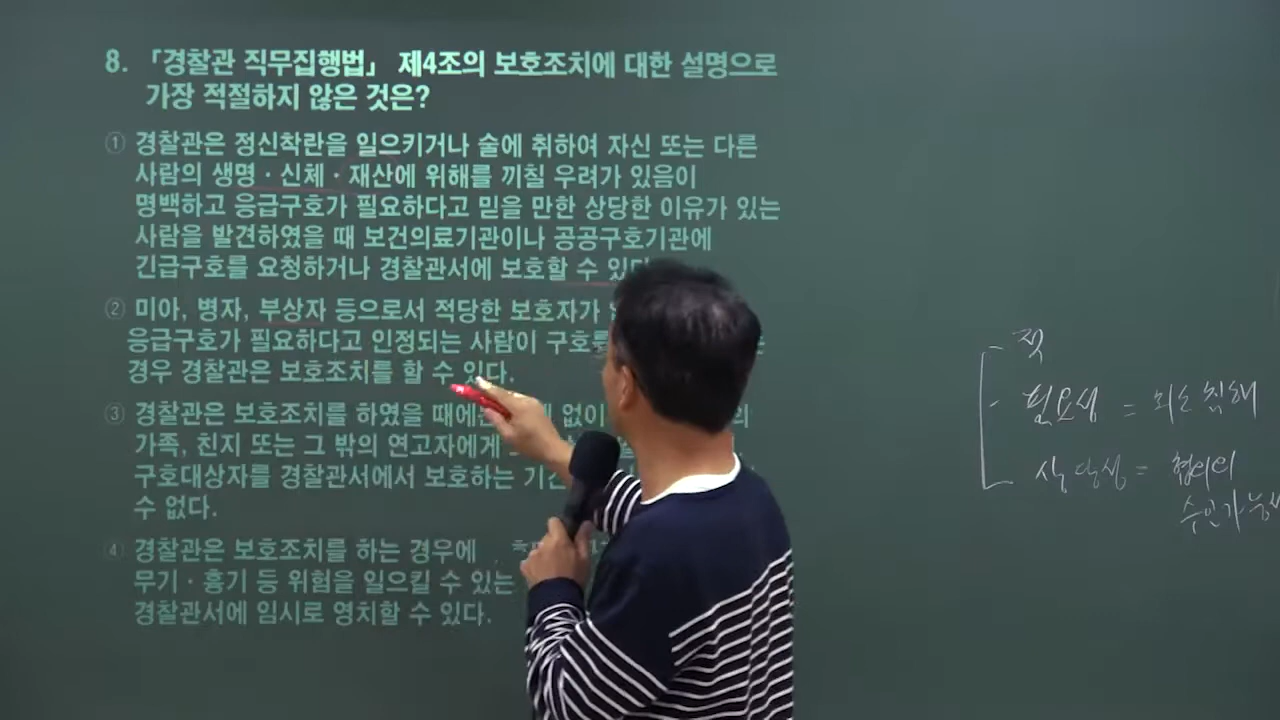 8. 「경찰관 직무집행법」 제4조의 보호조치에 대한 설명으로
가장 적절하지 않은 것은?
① 경찰관은 정신착란을 일으키거나 술에 취하여 자신 또는 다른
사람의 생명·신체·재산에 위해를 끼칠 우려가 있음이
명백하고 응급구호가 필요하다고 믿을 만한 상당한 이유가 있는
사람을 발견하였을 때 보건의료기관이나 공공구호기관에
긴급구호를 요청하거나 경찰관서에 보호할 수
② 미아, 병자, 부상자 등으로서 적당한 보호자가
응급구호가 필요하다고 인정되는 사람이
경우 경찰관은 보호조치를 할 수 있다.
③ 경찰관은 보호조치를 하였을 때에는 없이
가족, 친지 또는 그 밖의 연고자에게
구호대상자를 경찰관서에서 보호하는
수 없다.
④ 경찰관은 보호조치를 하는 경우에
무기·흉기 등 위험을 일으킬 수 있는
경찰관서에 임시로 영치할 수 있다.
필요성 = 최소 침해
상당성 = 협의의